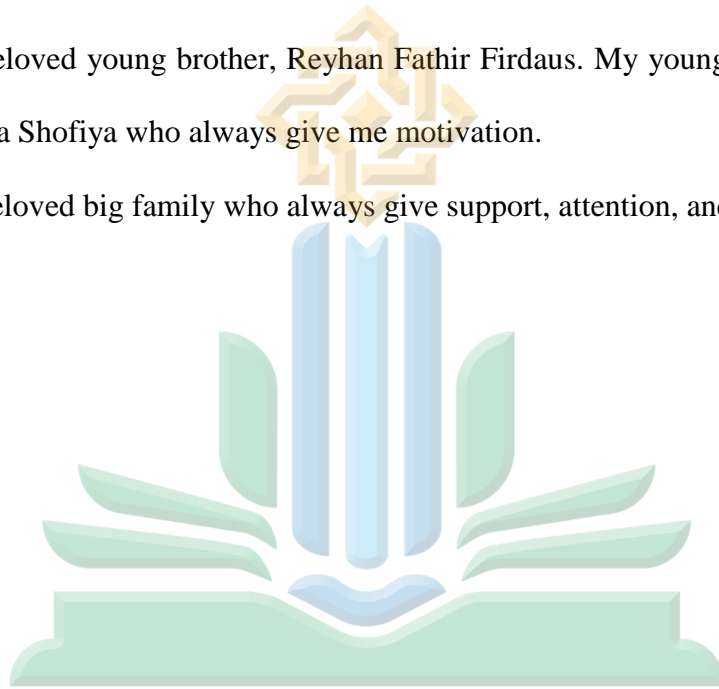 eloved young brother, Reyhan Fathir Firdaus. My young
a Shofiya who always give me motivation.
eloved big family who always give support, attention, and